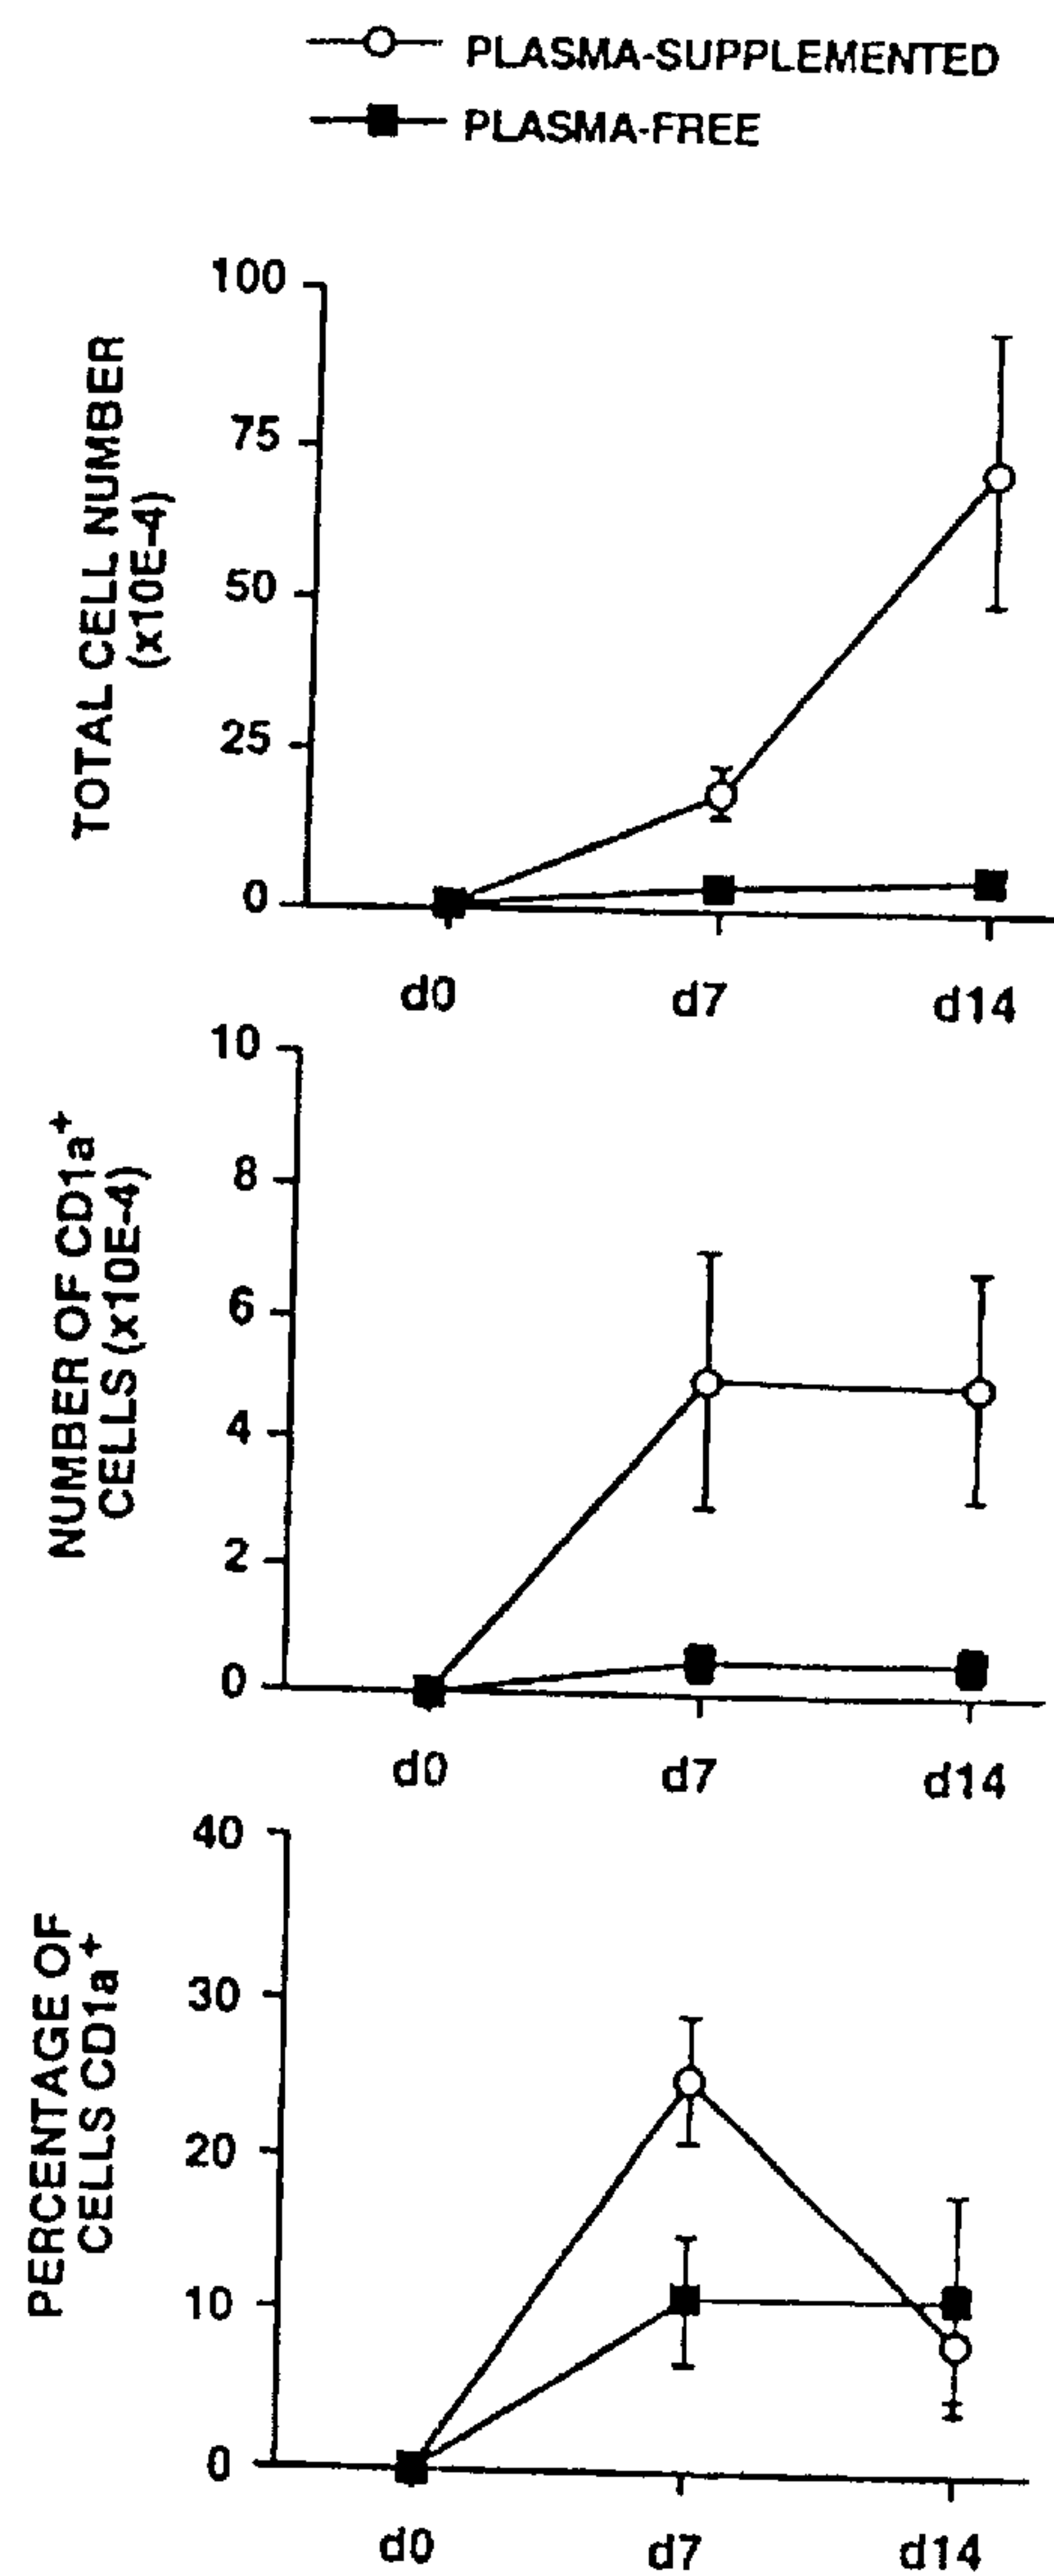 PLASMA-SUPPLEMENTED
PLASMA-FREE
TOTAL CELL NUMBER
(x10E-4)
100
75
50
25
0
d0 d7 d14
NUMBER OF CD1a+
CELLS (x10E-4)
10
8
6
4
2
0
d0 d7 d14
PERCENTAGE OF
CELLS CD1a+
40
30
20
10
0
d0 d7 d14